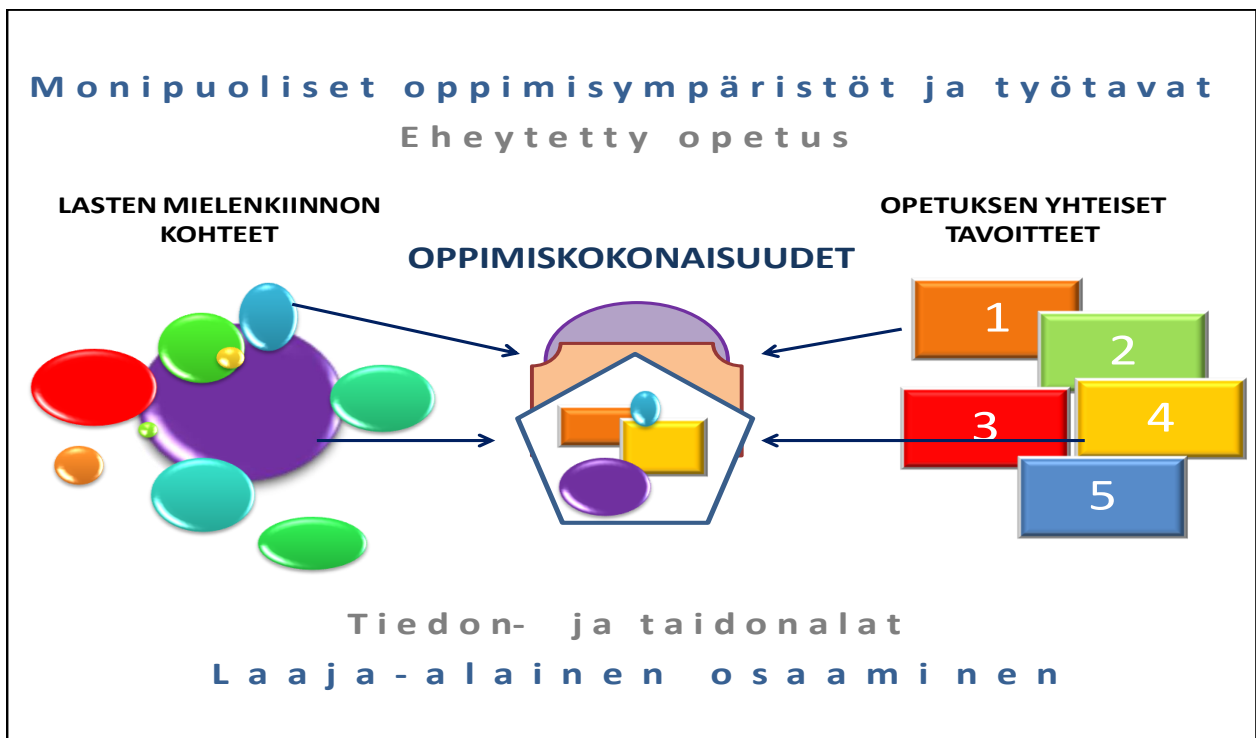 Monipuoliset oppimisympäristöt ja työtavat
Eheytetty opetus
LASTEN MIELENKIINNON
KOHTEET
OPPIMISKOKONAISUUDET
OPETUKSEN YHTEISET
TAVOITTEET
1
2
3
4
5
Tiedon- ja taidonalat
Laaja-alainen osaaminen